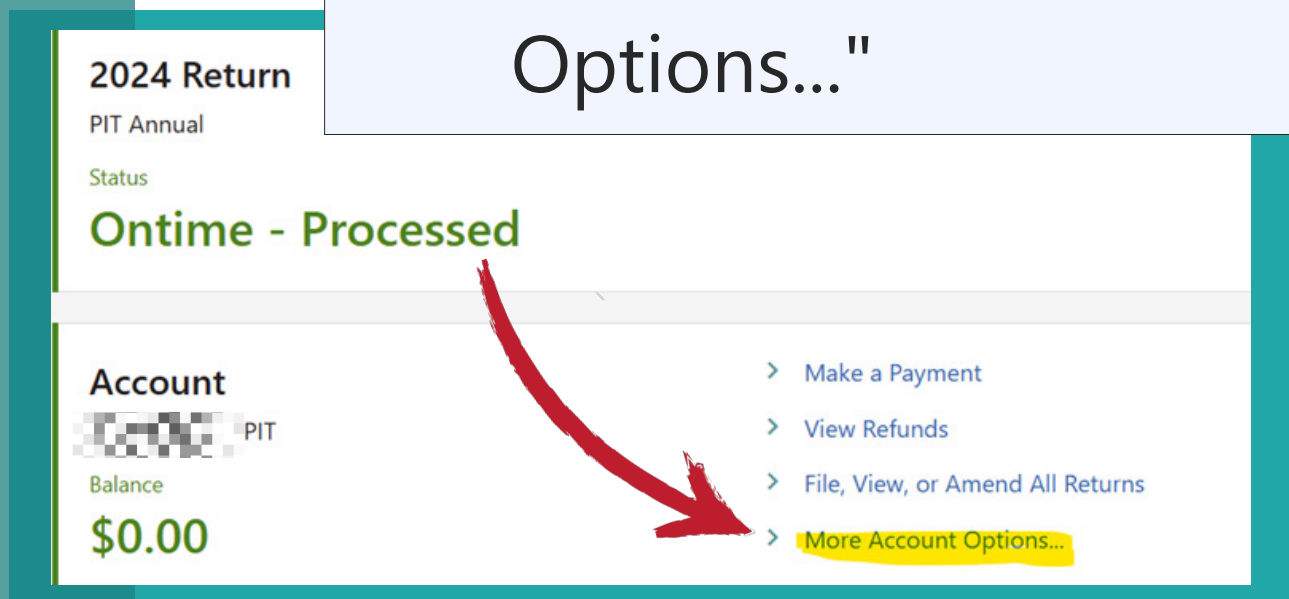 Options..."
2024 Return
PIT Annual
Status
Ontime - Processed
Account
PIT
Balance
$0.00
Make a Payment
View Refunds
File, View, or Amend All Returns
More Account Options...